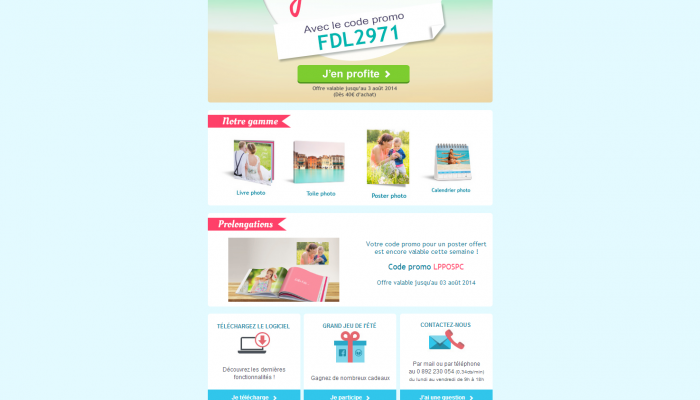 Avec le code promo
FDL2971
J'en profite
Offre valable jusqu'au 3 août 2014
(Dès 40€ d'achat)
Notre gamme
Livre photo
Toile photo
Poster photo
Calendrier photo
Prolongations
Votre code promo pour un poster offert
est encore valable cette semaine !
Code promo LPPOSPC
Offre valable jusqu'au 03 août 2014
TÉLÉCHARGEZ LE LOGICIEL
Découvrez les dernières
fonctionnalités !
Je télécharge
GRAND JEU DE L'ÉTÉ
Gagnez de nombreux cadeaux
Je participe
CONTACTEZ-NOUS
Par mail ou par téléphone
au 0 892 230 054 (0.34cts/min)
du lundi au vendredi de 9h à 18h
J'ai une question